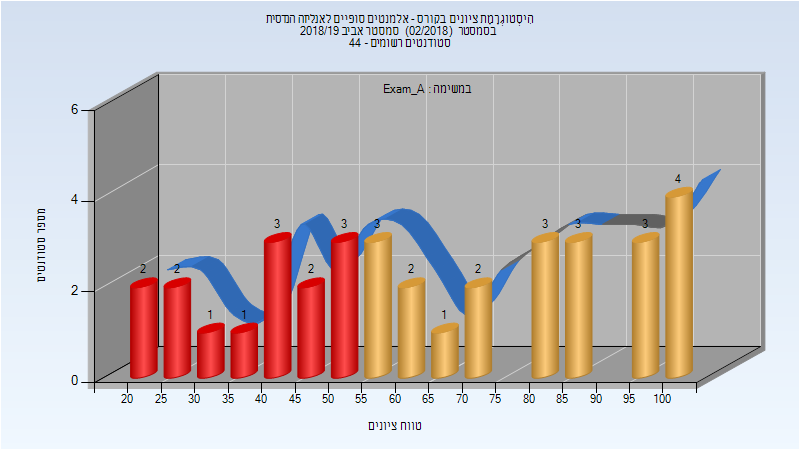 הִיסְטוֹגְרַמַת ציונים בקורס - אלמנטים סופיים לאנליזה הנדסית
בסמסטר (02/2018) סמסטר אביב 2018/19
סטודנטים רשומים - 44
במשימה : Exam_A
מספר סטודנטים
6
4
2
0
2 2 1 1 3 2 3 3 2 1 2 3 3 3 4
20 25 30 35 40 45 50 55 60 65 70 75 80 85 90 95 100
טווח ציונים